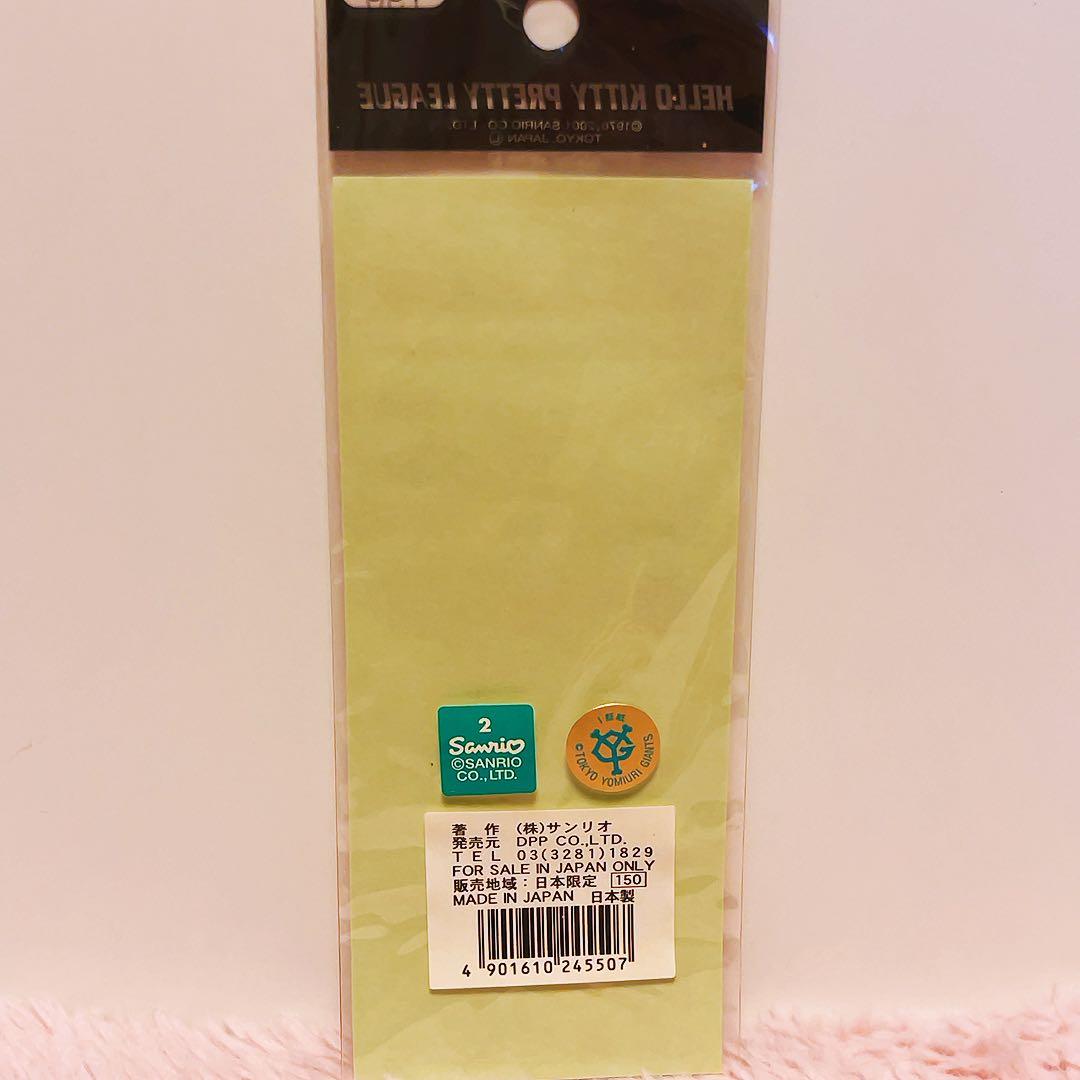 HELLO KITTY PRETTY LEAGUE
©1976, 2001 SANRIO CO., LTD.
TOKYO, JAPAN Ⓛ
2
Sanrio
©SANRIO
CO.,LTD.
証紙
YG
©TOKYO YOMIURI GIANTS
著 作 (株)サンリオ
発売元 DPP CO.,LTD.
TEL 03(3281)1829
FOR SALE IN JAPAN ONLY
販売地域:日本限定 150
MADE IN JAPAN 日本製
4 901610 245507